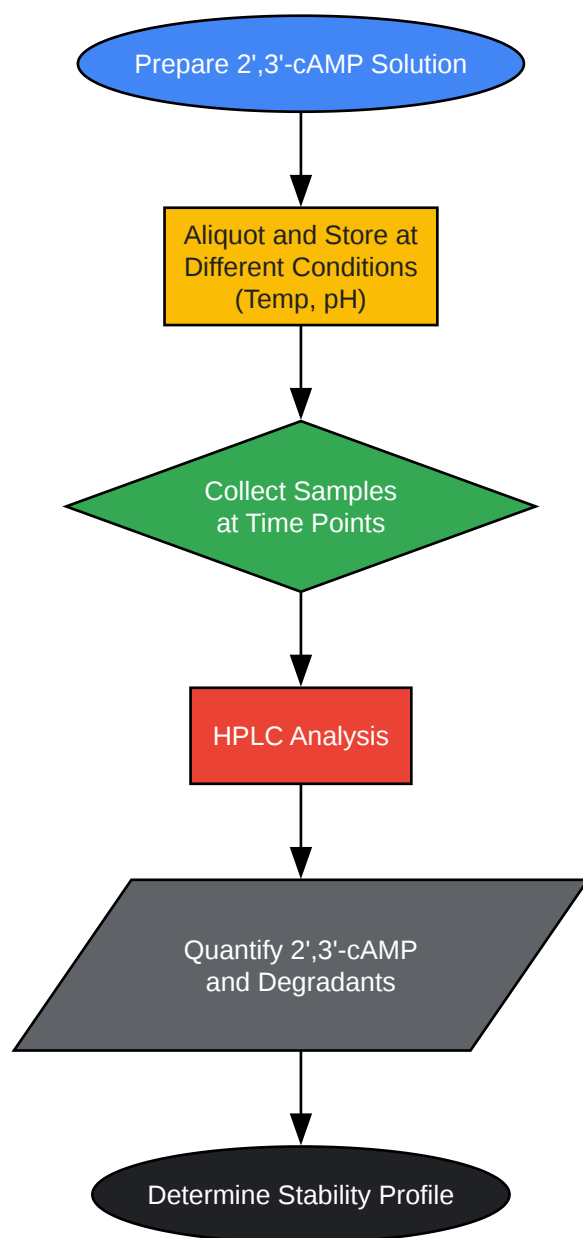 Prepare 2',3'-cAMP Solution
Aliquot and Store at
Different Conditions
(Temp, pH)
Collect Samples
at Time Points
HPLC Analysis
Quantify 2',3'-cAMP
and Degradants
Determine Stability Profile